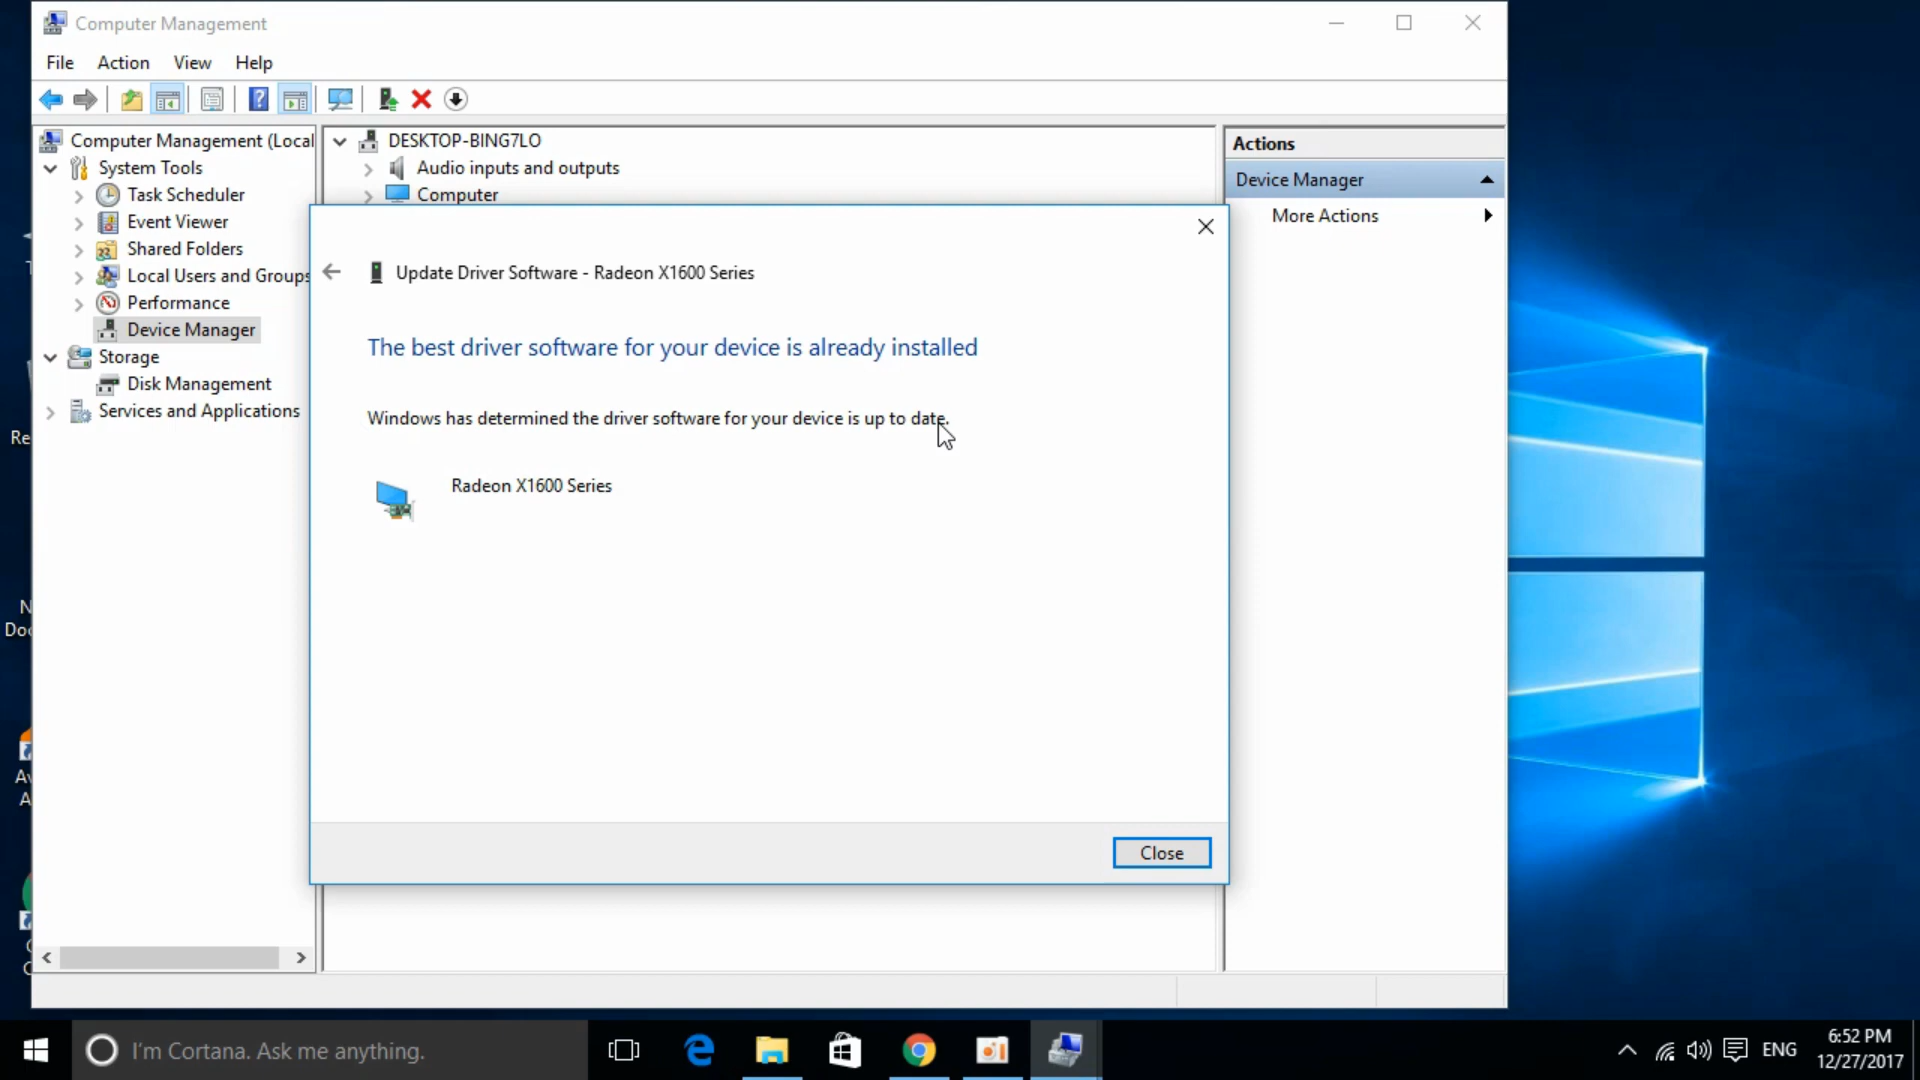 Computer Management
File Action View Help
Computer Management (Local
System Tools
Task Scheduler
Event Viewer
Shared Folders
Local Users and Groups
Performance
Device Manager
Storage
Disk Management
Services and Applications
DESKTOP-BING7LO
Audio inputs and outputs
Computer
Actions
Device Manager
More Actions
Update Driver Software - Radeon X1600 Series
The best driver software for your device is already installed
Windows has determined the driver software for your device is up to date.
Radeon X1600 Series
Close
Re
N
Doc
Av
A
I'm Cortana. Ask me anything.
ENG
6:52 PM
12/27/2017